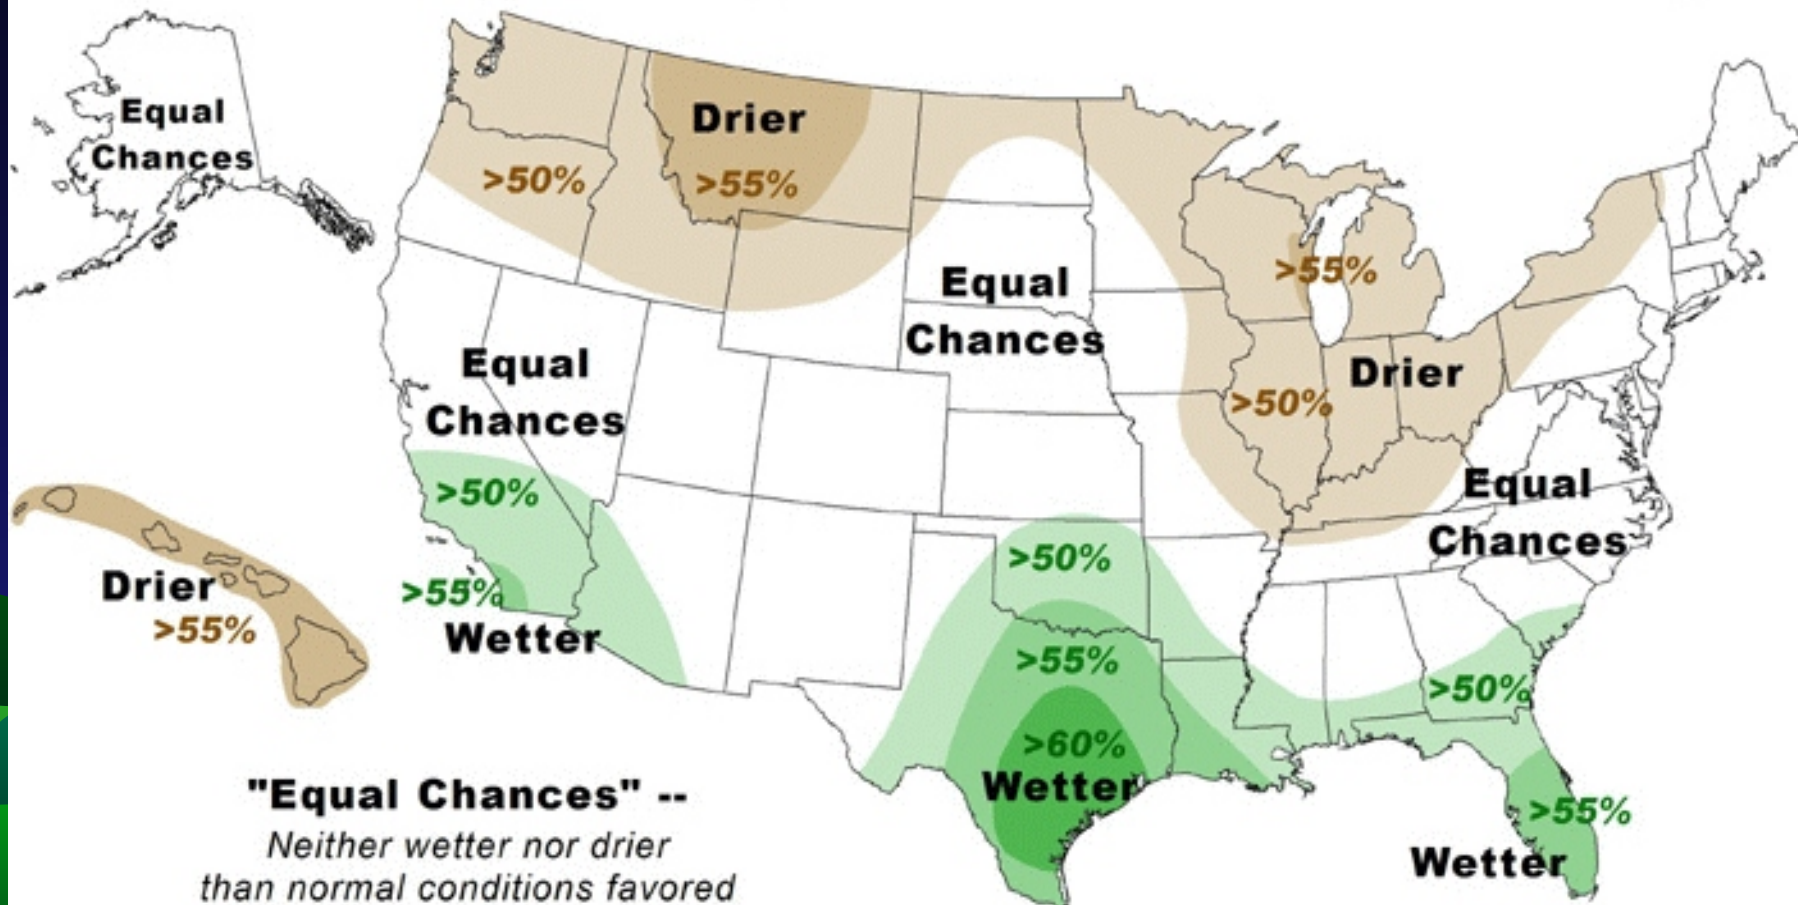 Equal
Chances
Drier
>50%
>55%
Equal
Chances
>55%
Equal
Chances
Drier
>50%
>50%
Equal
Chances
>50%
>55%
Wetter
Drier
>55%
>55%
>50%
>60%
Wetter
>55%
Wetter
"Equal Chances" --
Neither wetter nor drier
than normal conditions favored